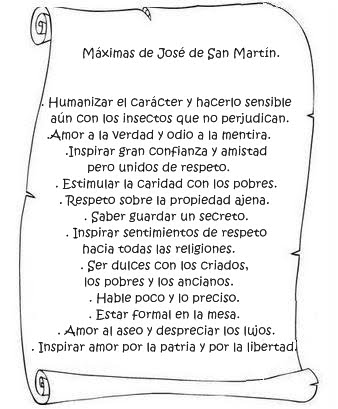 Máximas de José de San Martín.
. Humanizar el carácter y hacerlo sensible
aún con los insectos que no perjudican.
.Amor a la verdad y odio a la mentira.
.Inspirar gran confianza y amistad
pero unidos de respeto.
. Estimular la caridad con los pobres.
. Respeto sobre la propiedad ajena.
. Saber guardar un secreto.
. Inspirar sentimientos de respeto
hacia todas las religiones.
. Ser dulces con los criados,
los pobres y los ancianos.
. Hable poco y lo preciso.
. Estar formal en la mesa.
. Amor al aseo y despreciar los lujos.
. Inspirar amor por la patria y por la libertad.